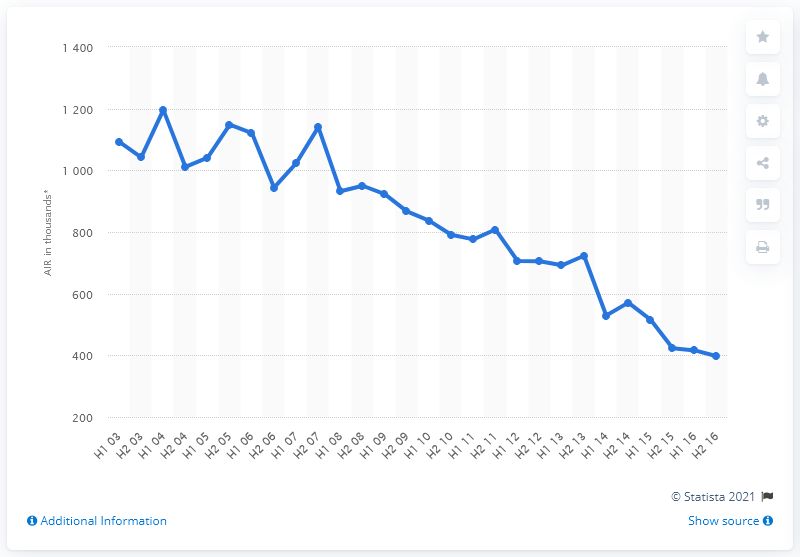 1 400
1 200
1 000
800
600
400
200
AIR in thousands*
H1 03
H2 03
H1 04
H2 04
H1 05
H2 05
H1 06
H2 06
H1 07
H2 07
H1 08
H2 08
H1 09
H2 09
H1 10
H2 10
H1 11
H2 11
H1 12
H2 12
H1 13
H2 13
H1 14
H2 14
H1 15
H2 15
H1 16
H2 16
© Statista 2021
Additional Information
Show source